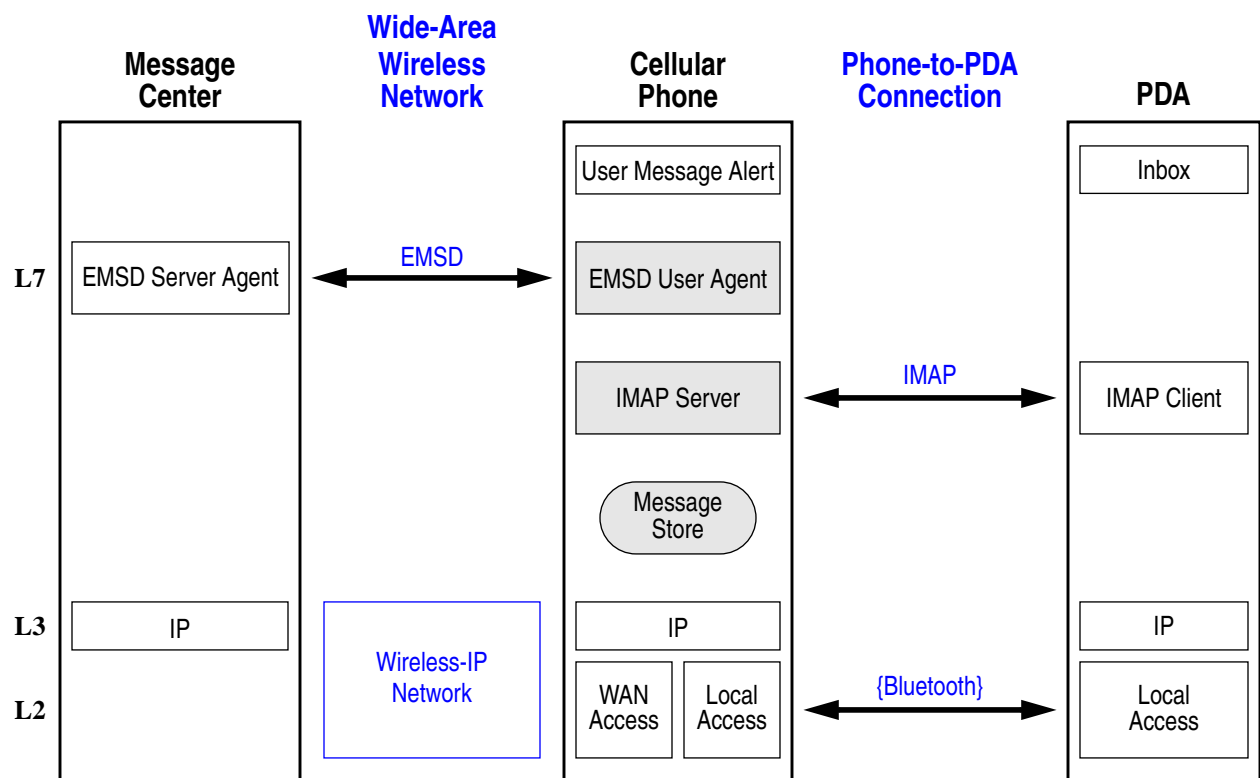 Wide-Area
Wireless
Network
Message
Center
Cellular
Phone
Phone-to-PDA
Connection
PDA
User Message Alert
Inbox
L7
EMSD Server Agent
EMSD
EMSD User Agent
IMAP Server
IMAP
IMAP Client
Message
Store
L3
IP
IP
IP
Wireless-IP
Network
L2
WAN
Access
Local
Access
{Bluetooth}
Local
Access